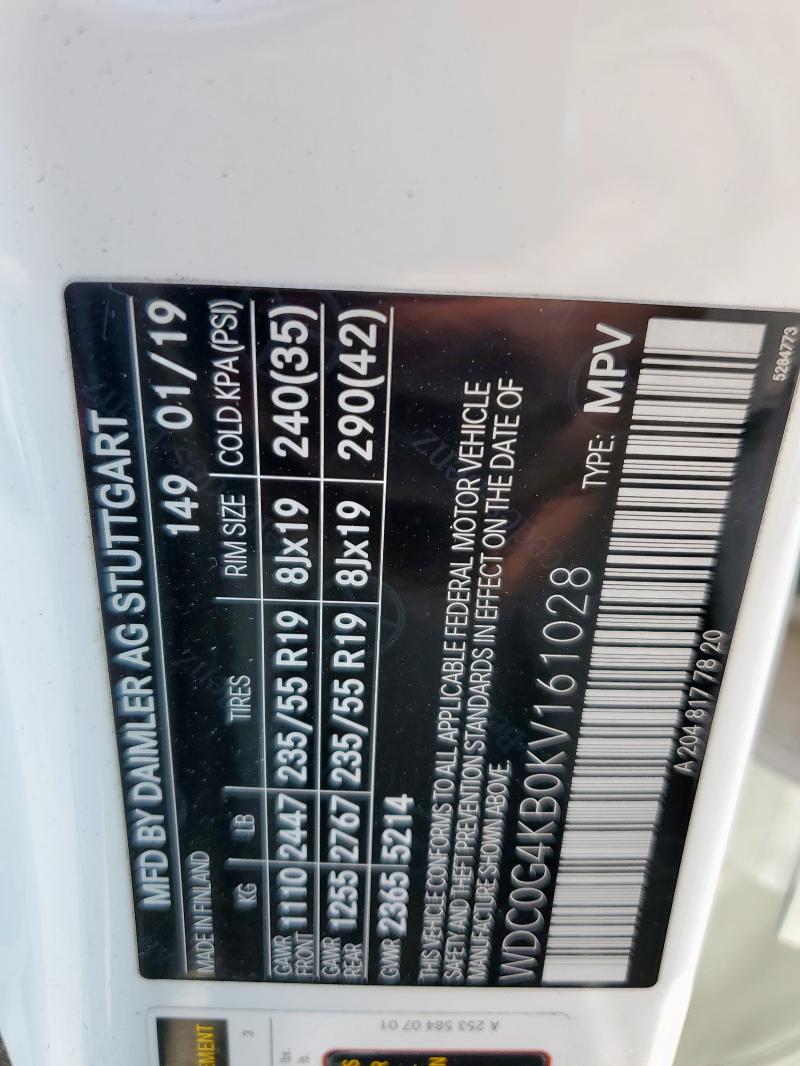 MFD BY DAIMLER AG STUTTGART
MADE IN FINLAND 149 01/19
KG LB TIRES RIM SIZE COLD KPA (PSI)
GAWR FRONT 1110 2447 235/55 R19 8Jx19 240(35)
GAWR REAR 1255 2767 235/55 R19 8Jx19 290(42)
GWR 2365 5214
THIS VEHICLE CONFORMS TO ALL APPLICABLE FEDERAL MOTOR VEHICLE
SAFETY AND THEFT PREVENTION STANDARDS IN EFFECT ON THE DATE OF
MANUFACTURE SHOWN ABOVE.
WDC0G4KB0KV161028 TYPE: MPV
A 204 817 78 20
5284773
A 253 584 07 01
3
lbs.
lb.